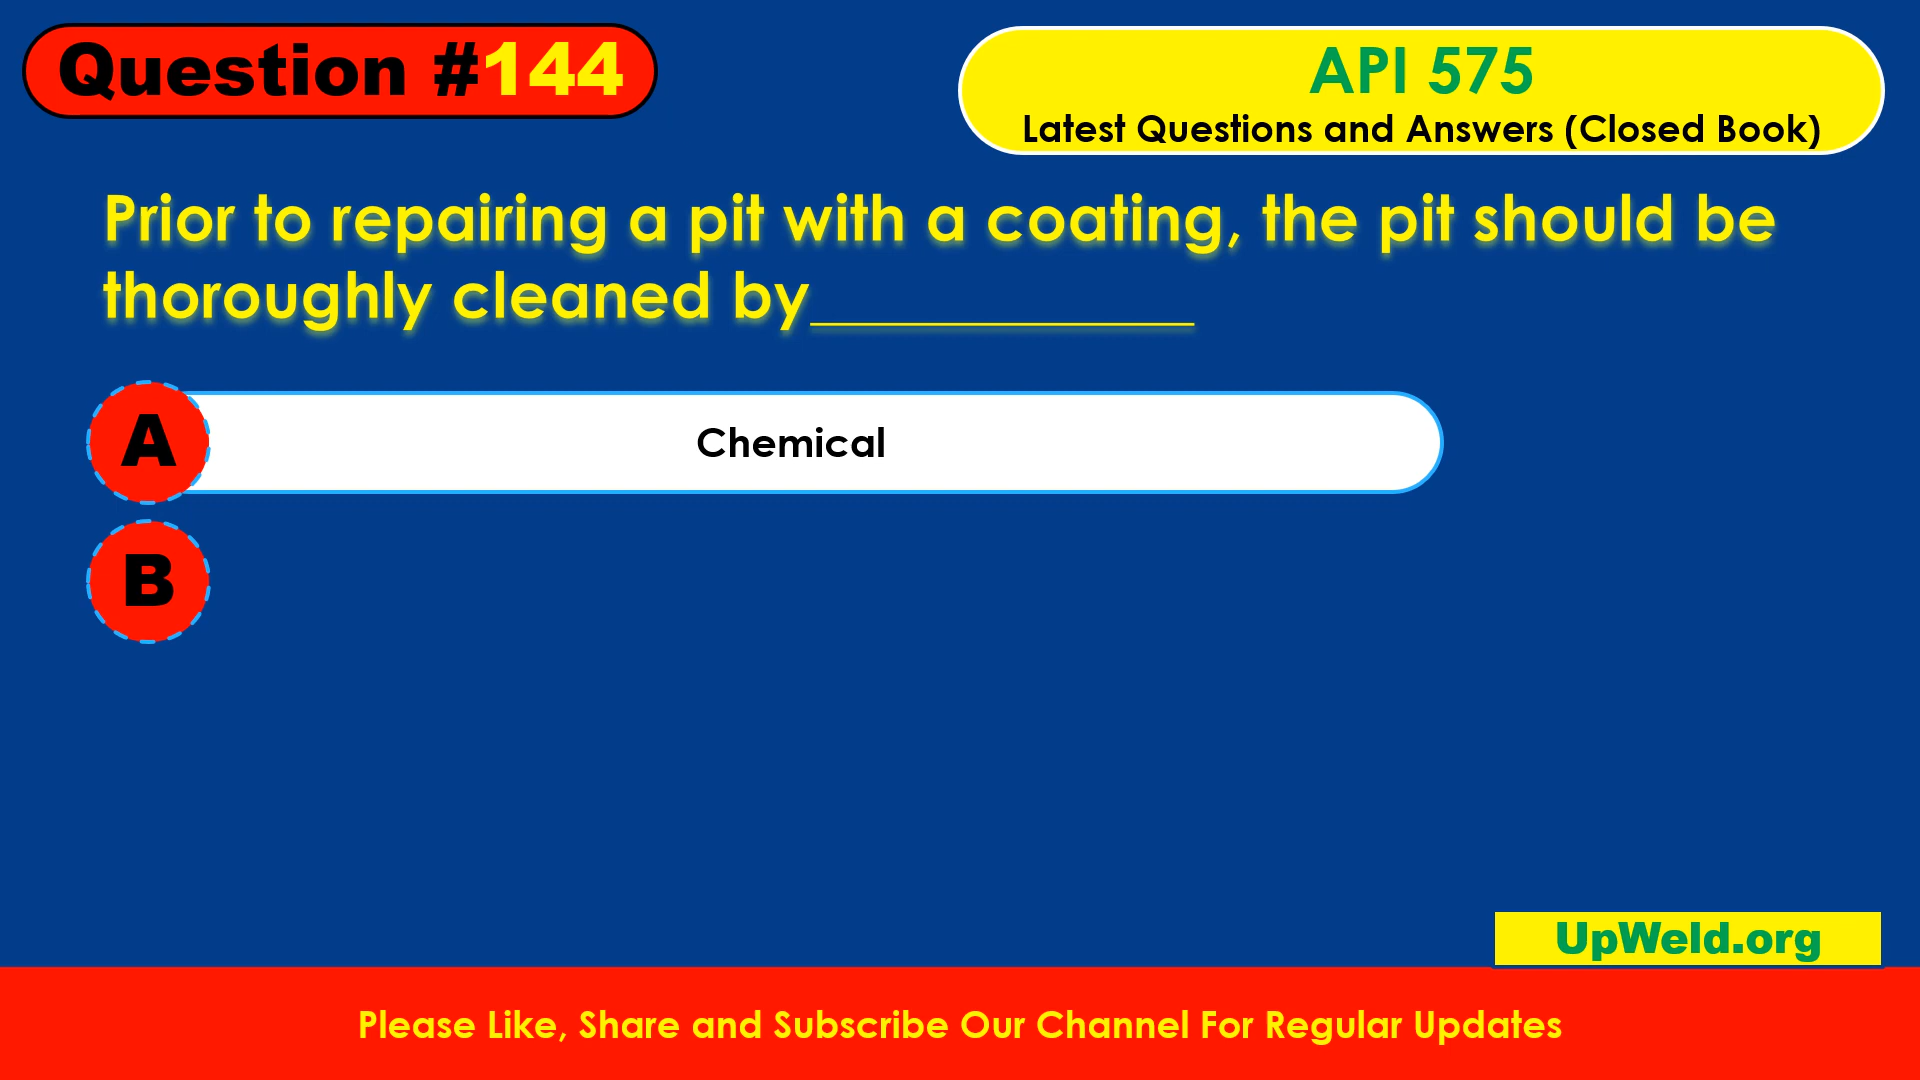 Question #144
API 575
Latest Questions and Answers (Closed Book)
Prior to repairing a pit with a coating, the pit should be
thoroughly cleaned by____________
A
Chemical
B
UpWeld.org
Please Like, Share and Subscribe Our Channel For Regular Updates